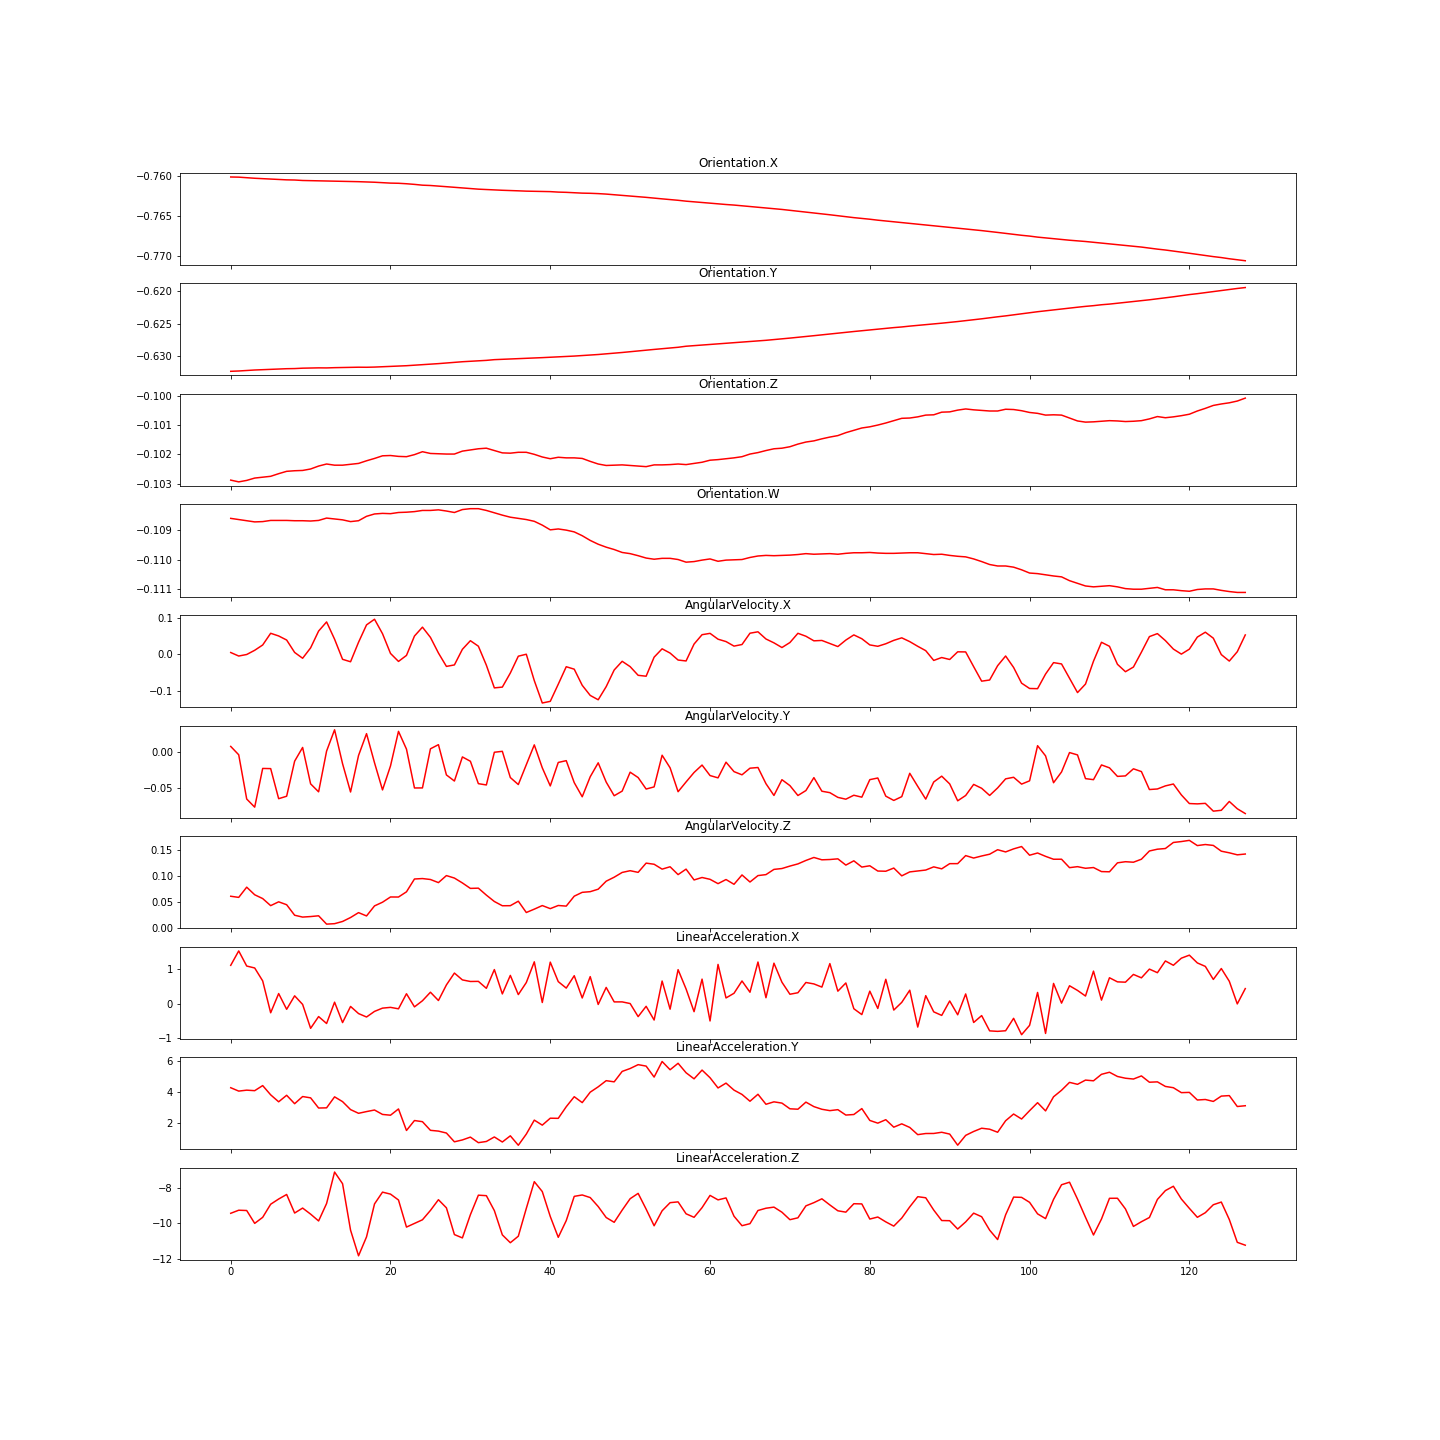 Orientation.X
−0.760
−0.765
−0.770
Orientation.Y
−0.620
−0.625
−0.630
Orientation.Z
−0.100
−0.101
−0.102
−0.103
Orientation.W
−0.109
−0.110
−0.111
AngularVelocity.X
0.1
0.0
−0.1
AngularVelocity.Y
0.00
−0.05
AngularVelocity.Z
0.15
0.10
0.05
0.00
LinearAcceleration.X
1
0
−1
LinearAcceleration.Y
6
4
2
LinearAcceleration.Z
−8
−10
−12
0 20 40 60 80 100 120